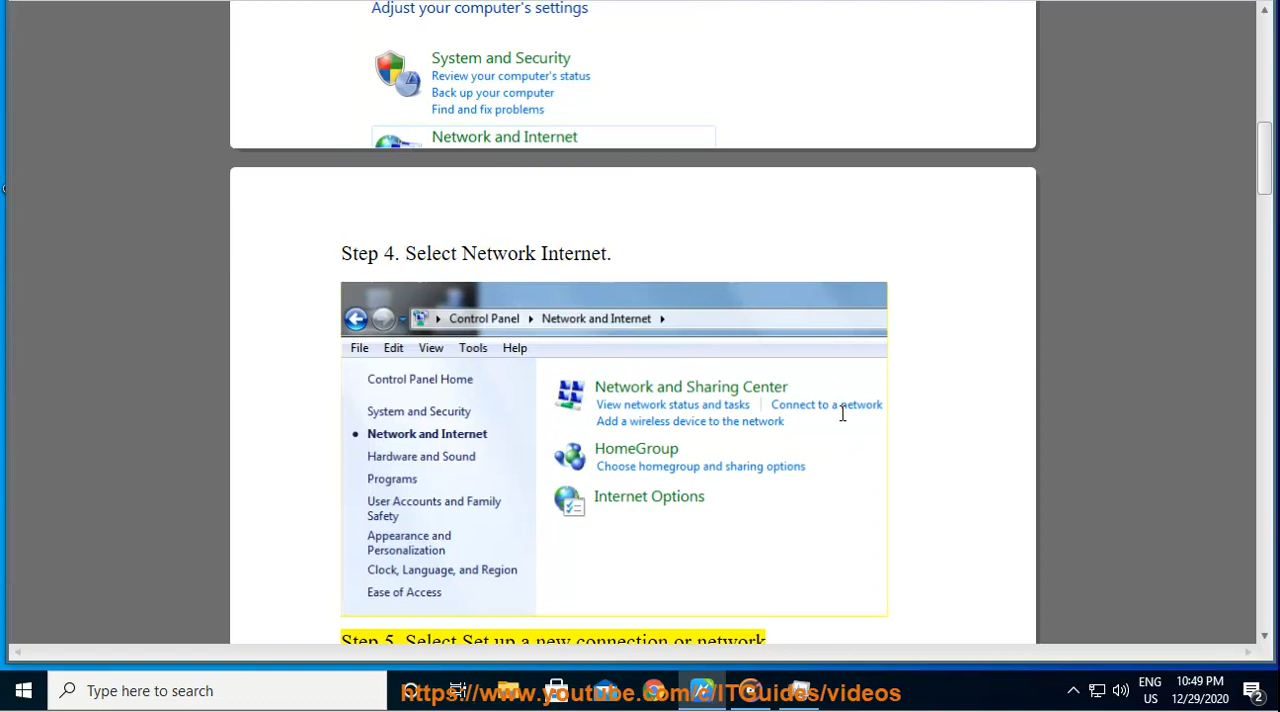 Adjust your computer's settings
System and Security
Review your computer's status
Back up your computer
Find and fix problems
Network and Internet
Step 4. Select Network Internet.
Control Panel
Network and Internet
File Edit View Tools Help
Control Panel Home
System and Security
Network and Internet
Hardware and Sound
Programs
User Accounts and Family
Safety
Appearance and
Personalization
Clock, Language, and Region
Ease of Access
Network and Sharing Center
View network status and tasks Connect to a network
Add a wireless device to the network
HomeGroup
Choose homegroup and sharing options
Internet Options
Step 5. Select Set up a new connection or network
Type here to search
https://www.youtube.com/c/ITGuides/videos
ENG
US
10:49 PM
12/29/2020
2